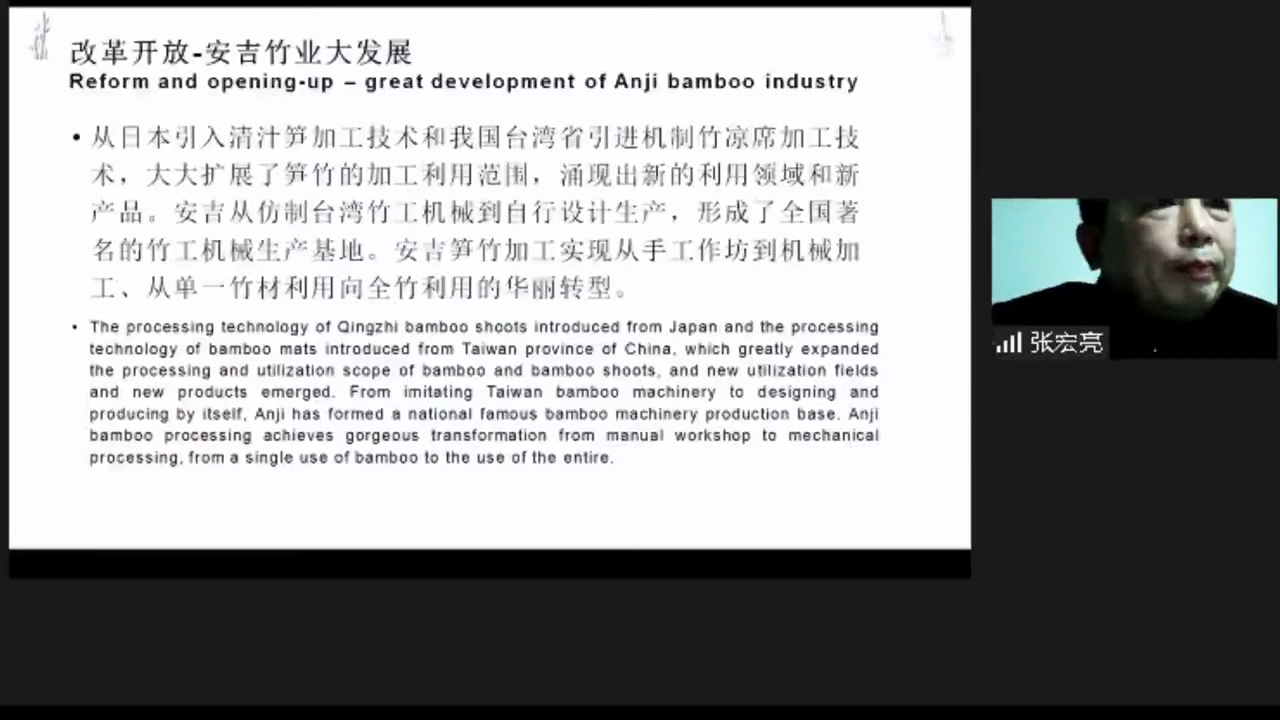 改革开放-安吉竹业大发展
Reform and opening-up – great development of Anji bamboo industry
• 从日本引入清汁笋加工技术和我国台湾省引进机制竹凉席加工技
术，大大扩展了笋竹的加工利用范围，涌现出新的利用领域和新
产品。安吉从仿制台湾竹工机械到自行设计生产，形成了全国著
名的竹工机械生产基地。安吉笋竹加工实现从手工作坊到机械加
工、从单一竹材利用向全竹利用的华丽转型。
• The processing technology of Qingzhi bamboo shoots introduced from Japan and the processing
technology of bamboo mats introduced from Taiwan province of China, which greatly expanded
the processing and utilization scope of bamboo and bamboo shoots, and new utilization fields
and new products emerged. From imitating Taiwan bamboo machinery to designing and
producing by itself, Anji has formed a national famous bamboo machinery production base. Anji
bamboo processing achieves gorgeous transformation from manual workshop to mechanical
processing, from a single use of bamboo to the use of the entire.
张宏亮